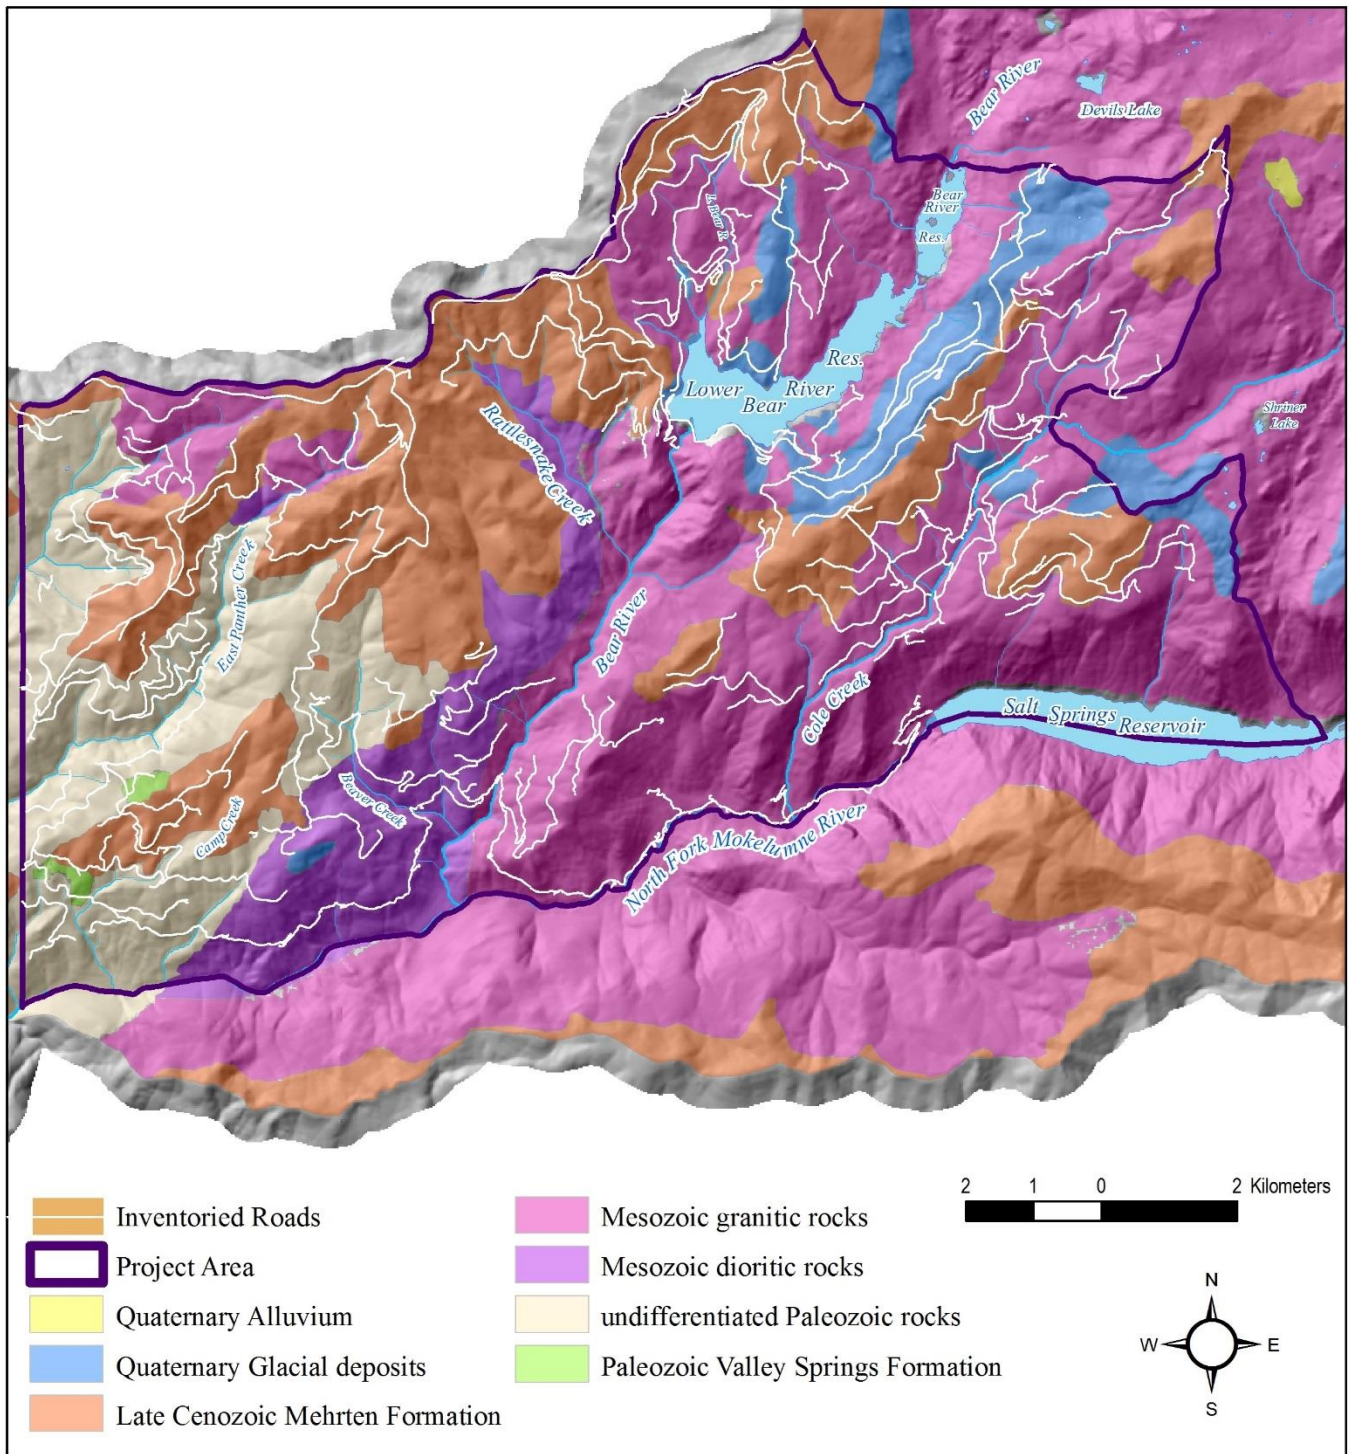 Bear River
Devils Lake
Bear
River
Res.
L. Bear R.
Res.
Lower River
Bear
Shriner
Lake
Rattlesnake Creek
East Panther Creek
Bear River
Cole Creek
Salt Springs
Reservoir
Beaver Creek
Camp Creek
North Fork Mokelumne River
2 1 0 2 Kilometers
Inventoried Roads
Project Area
Quaternary Alluvium
Quaternary Glacial deposits
Late Cenozoic Mehrten Formation
Mesozoic granitic rocks
Mesozoic dioritic rocks
undifferentiated Paleozoic rocks
Paleozoic Valley Springs Formation
N
W E
S